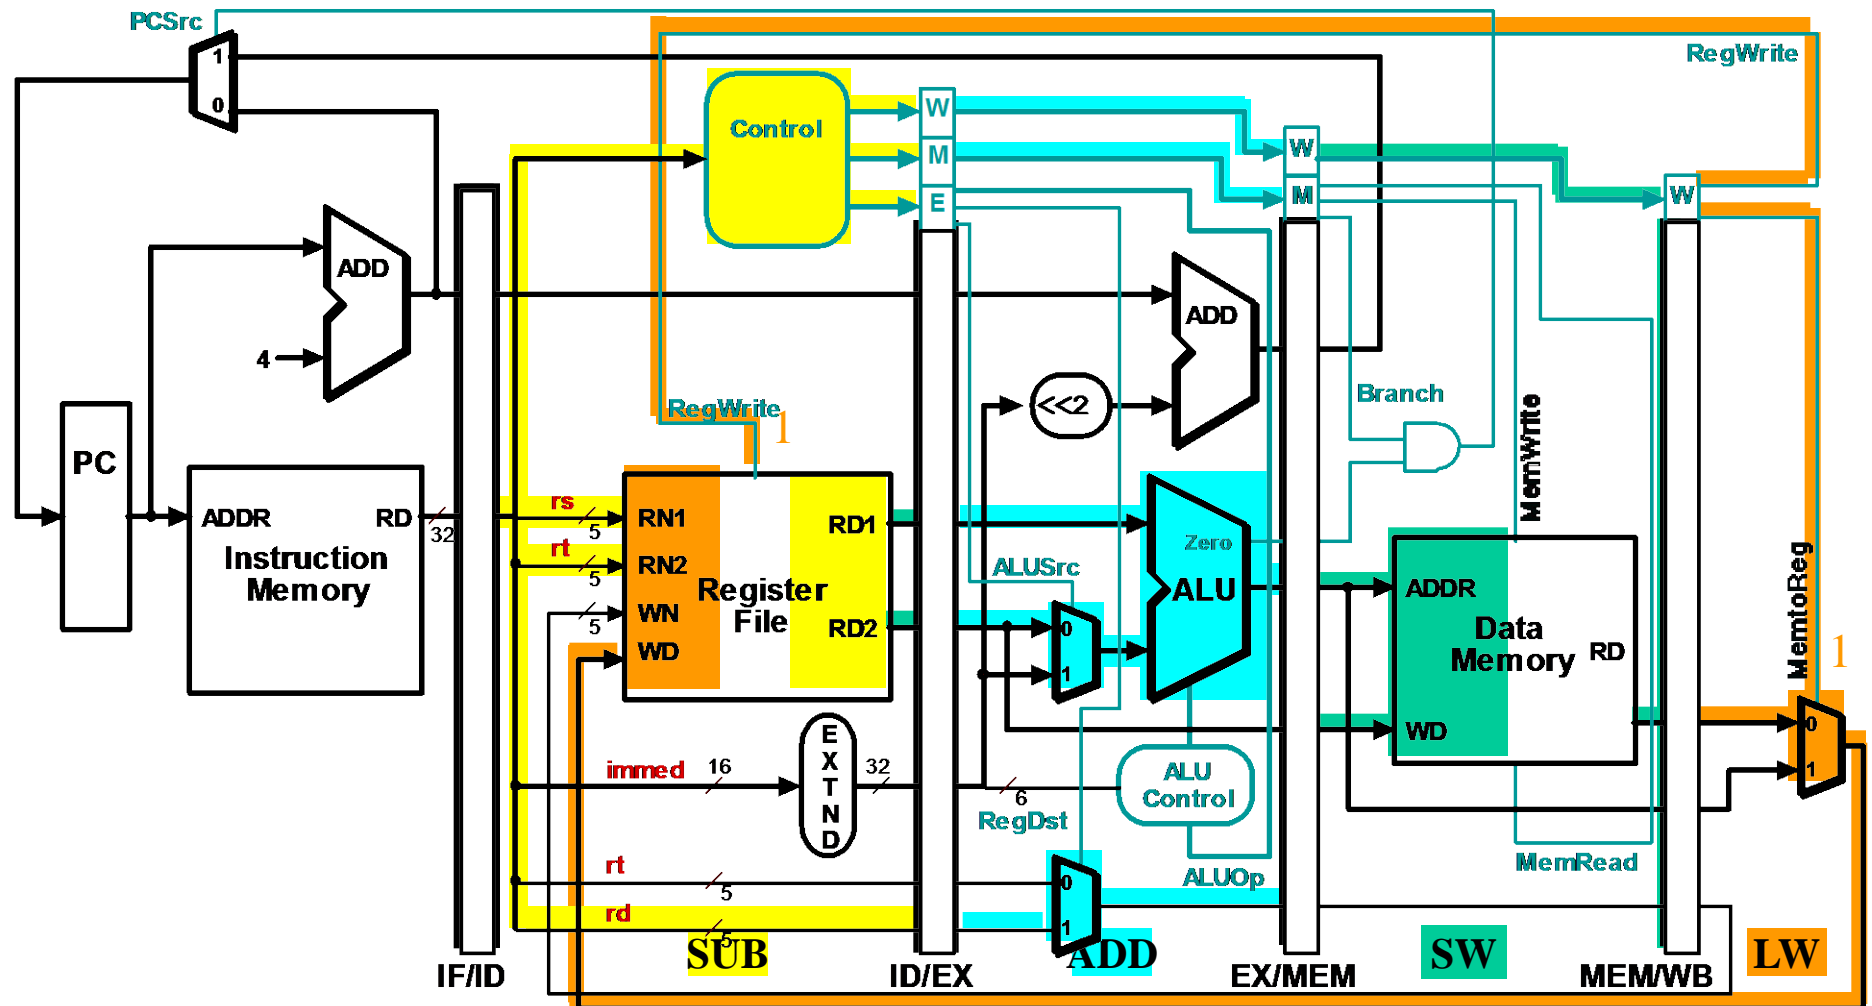 PCSrc
1
0
RegWrite
Control
W
M
E
W
M
W
ADD
4
ADD
<<2
Branch
MemWrite
RegWrite
1
PC
ADDR
RD
32
Instruction
Memory
rs
5
rt
5
5
RN1
RN2
WN
WD
Register
File
RD1
RD2
ALUSrc
0
1
Zero
ALU
ADDR
Data
Memory
RD
WD
MemtoReg
1
0
1
immed
16
E
X
T
N
D
32
6
RegDst
ALU
Control
ALUOp
MemRead
rt
5
rd
5
0
1
SUB
ADD
SW
LW
IF/ID
ID/EX
EX/MEM
MEM/WB